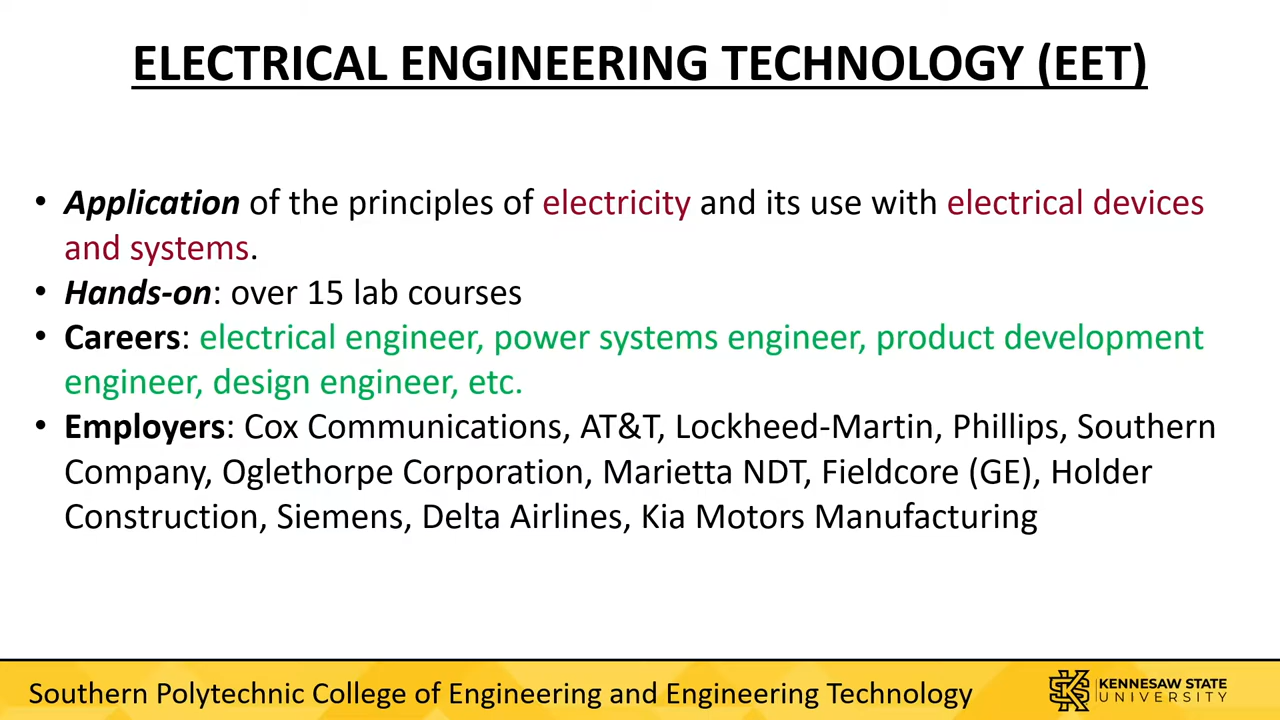 ELECTRICAL ENGINEERING TECHNOLOGY (EET)
• Application of the principles of electricity and its use with electrical devices
and systems.
• Hands-on: over 15 lab courses
• Careers: electrical engineer, power systems engineer, product development
engineer, design engineer, etc.
• Employers: Cox Communications, AT&T, Lockheed-Martin, Phillips, Southern
Company, Oglethorpe Corporation, Marietta NDT, Fieldcore (GE), Holder
Construction, Siemens, Delta Airlines, Kia Motors Manufacturing
Southern Polytechnic College of Engineering and Engineering Technology
KENNESAW STATE
UNIVERSITY